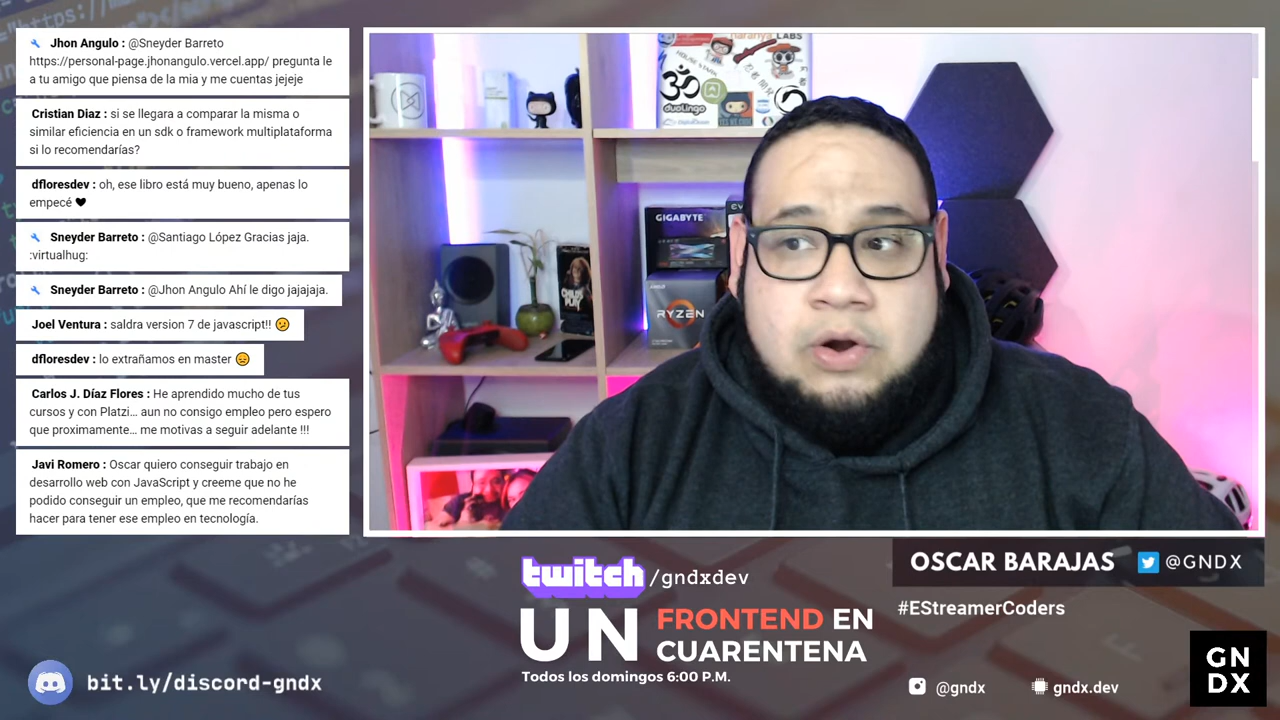 Jhon Angulo : @Sneyder Barreto
https://personal-page.jhonangulo.vercel.app/ pregunta le
a tu amigo que piensa de la mia y me cuentas jejeje
Cristian Diaz : si se llegara a comparar la misma o
similar eficiencia en un sdk o framework multiplataforma
si lo recomendarías?
dfloresdev : oh, ese libro está muy bueno, apenas lo
empecé ♥
Sneyder Barreto : @Santiago López Gracias jaja.
:virtualhug:
Sneyder Barreto : @Jhon Angulo Ahí le digo jajajaja.
Joel Ventura : saldra version 7 de javascript!! 😕
dfloresdev : lo extrañamos en master 😞
Carlos J. Díaz Flores : He aprendido mucho de tus
cursos y con Platzi... aun no consigo empleo pero espero
que proximamente... me motivas a seguir adelante !!!
Javi Romero : Oscar quiero conseguir trabajo en
desarrollo web con JavaScript y creeme que no he
podido conseguir un empleo, que me recomendarías
hacer para tener ese empleo en tecnología.
LABS
duolingo
GIGABYTE
AMD
RYZEN
OSCAR BARAJAS
@GNDX
#EStreamerCoders
twitch/gndxdev
UN FRONTEND EN
CUARENTENA
Todos los domingos 6:00 P.M.
bit.ly/discord-gndx
@gndx
gndx.dev
GN
DX